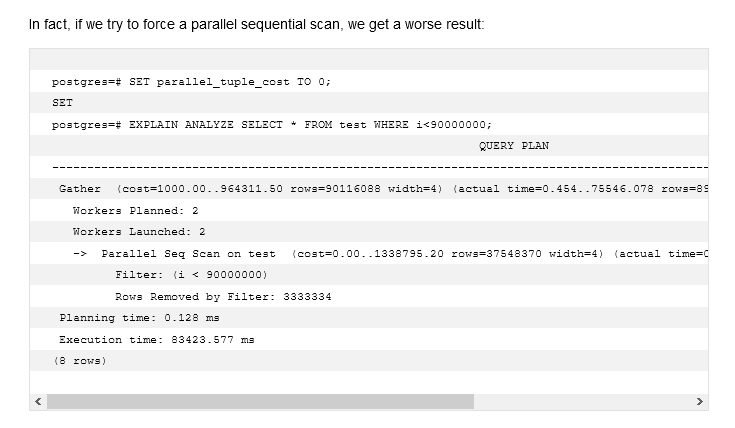 In fact, if we try to force a parallel sequential scan, we get a worse result:
postgres=# SET parallel_tuple_cost TO 0;
SET
postgres=# EXPLAIN ANALYZE SELECT * FROM test WHERE i<90000000;
QUERY PLAN
--------------------------------------------------------------------------------------------
Gather  (cost=1000.00..964311.50 rows=90116088 width=4) (actual time=0.454..75546.078 rows=89
Workers Planned: 2
Workers Launched: 2
->  Parallel Seq Scan on test  (cost=0.00..1338795.20 rows=37548370 width=4) (actual time=0
Filter: (i < 90000000)
Rows Removed by Filter: 3333334
Planning time: 0.128 ms
Execution time: 83423.577 ms
(8 rows)